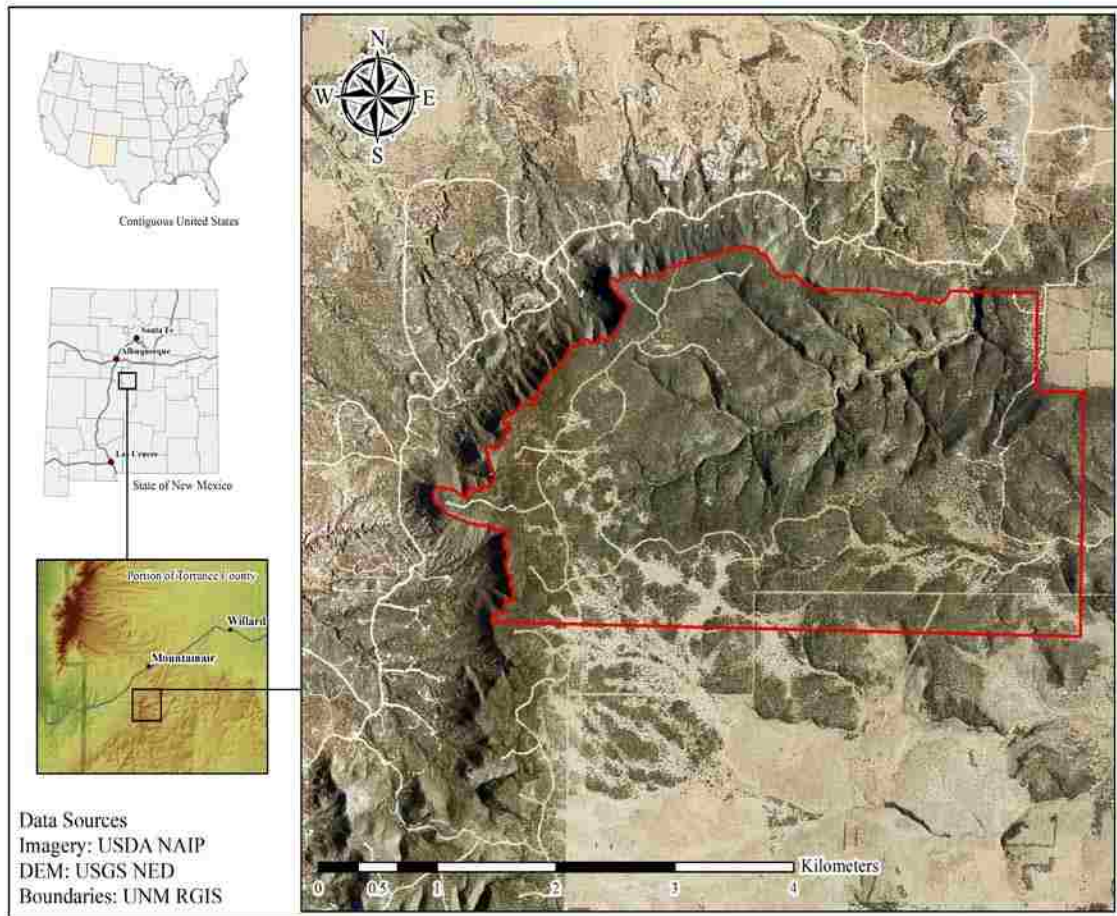 Contiguous United States
Santa Fe
Albuquerque
Las Cruces
State of New Mexico
Portion of Torrance County
Willard
Mountainair
Data Sources
Imagery: USDA NAIP
DEM: USGS NED
Boundaries: UNM RGIS
N
W E
S
Kilometers
0 0.5 1 2 3 4